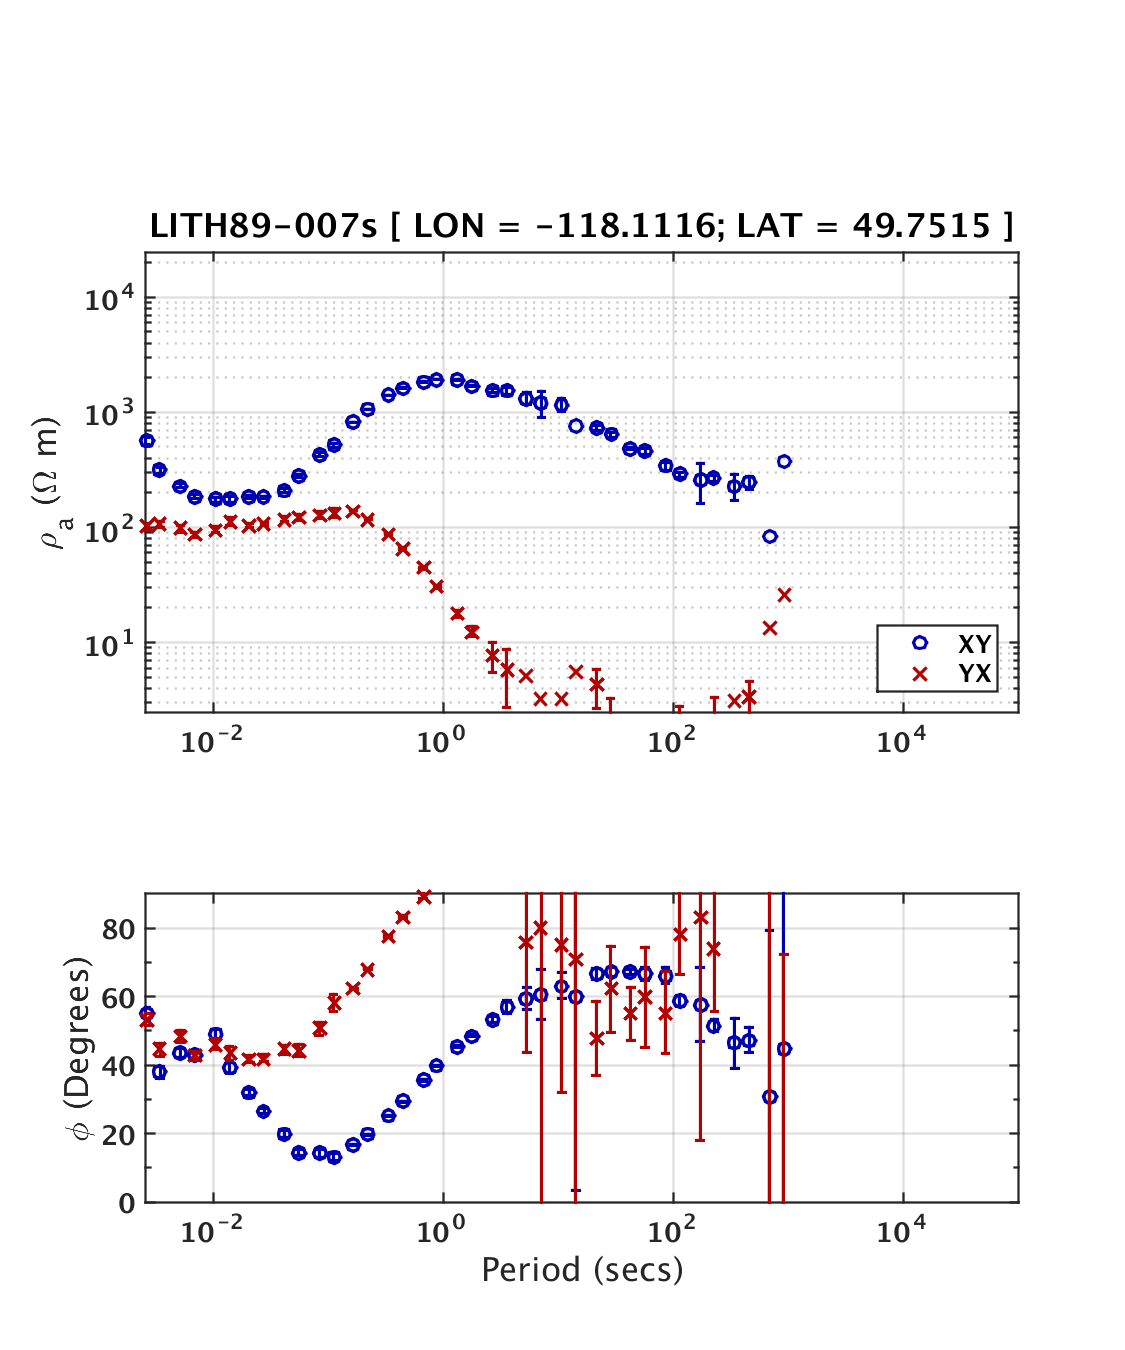 LITH89-007s [ LON = -118.1116; LAT = 49.7515 ]
ρa (Ω m)
10^4
10^3
10^2
10^1
XY
YX
10^-2 10^0 10^2 10^4
φ (Degrees)
80
60
40
20
0
10^-2 10^0 10^2 10^4
Period (secs)